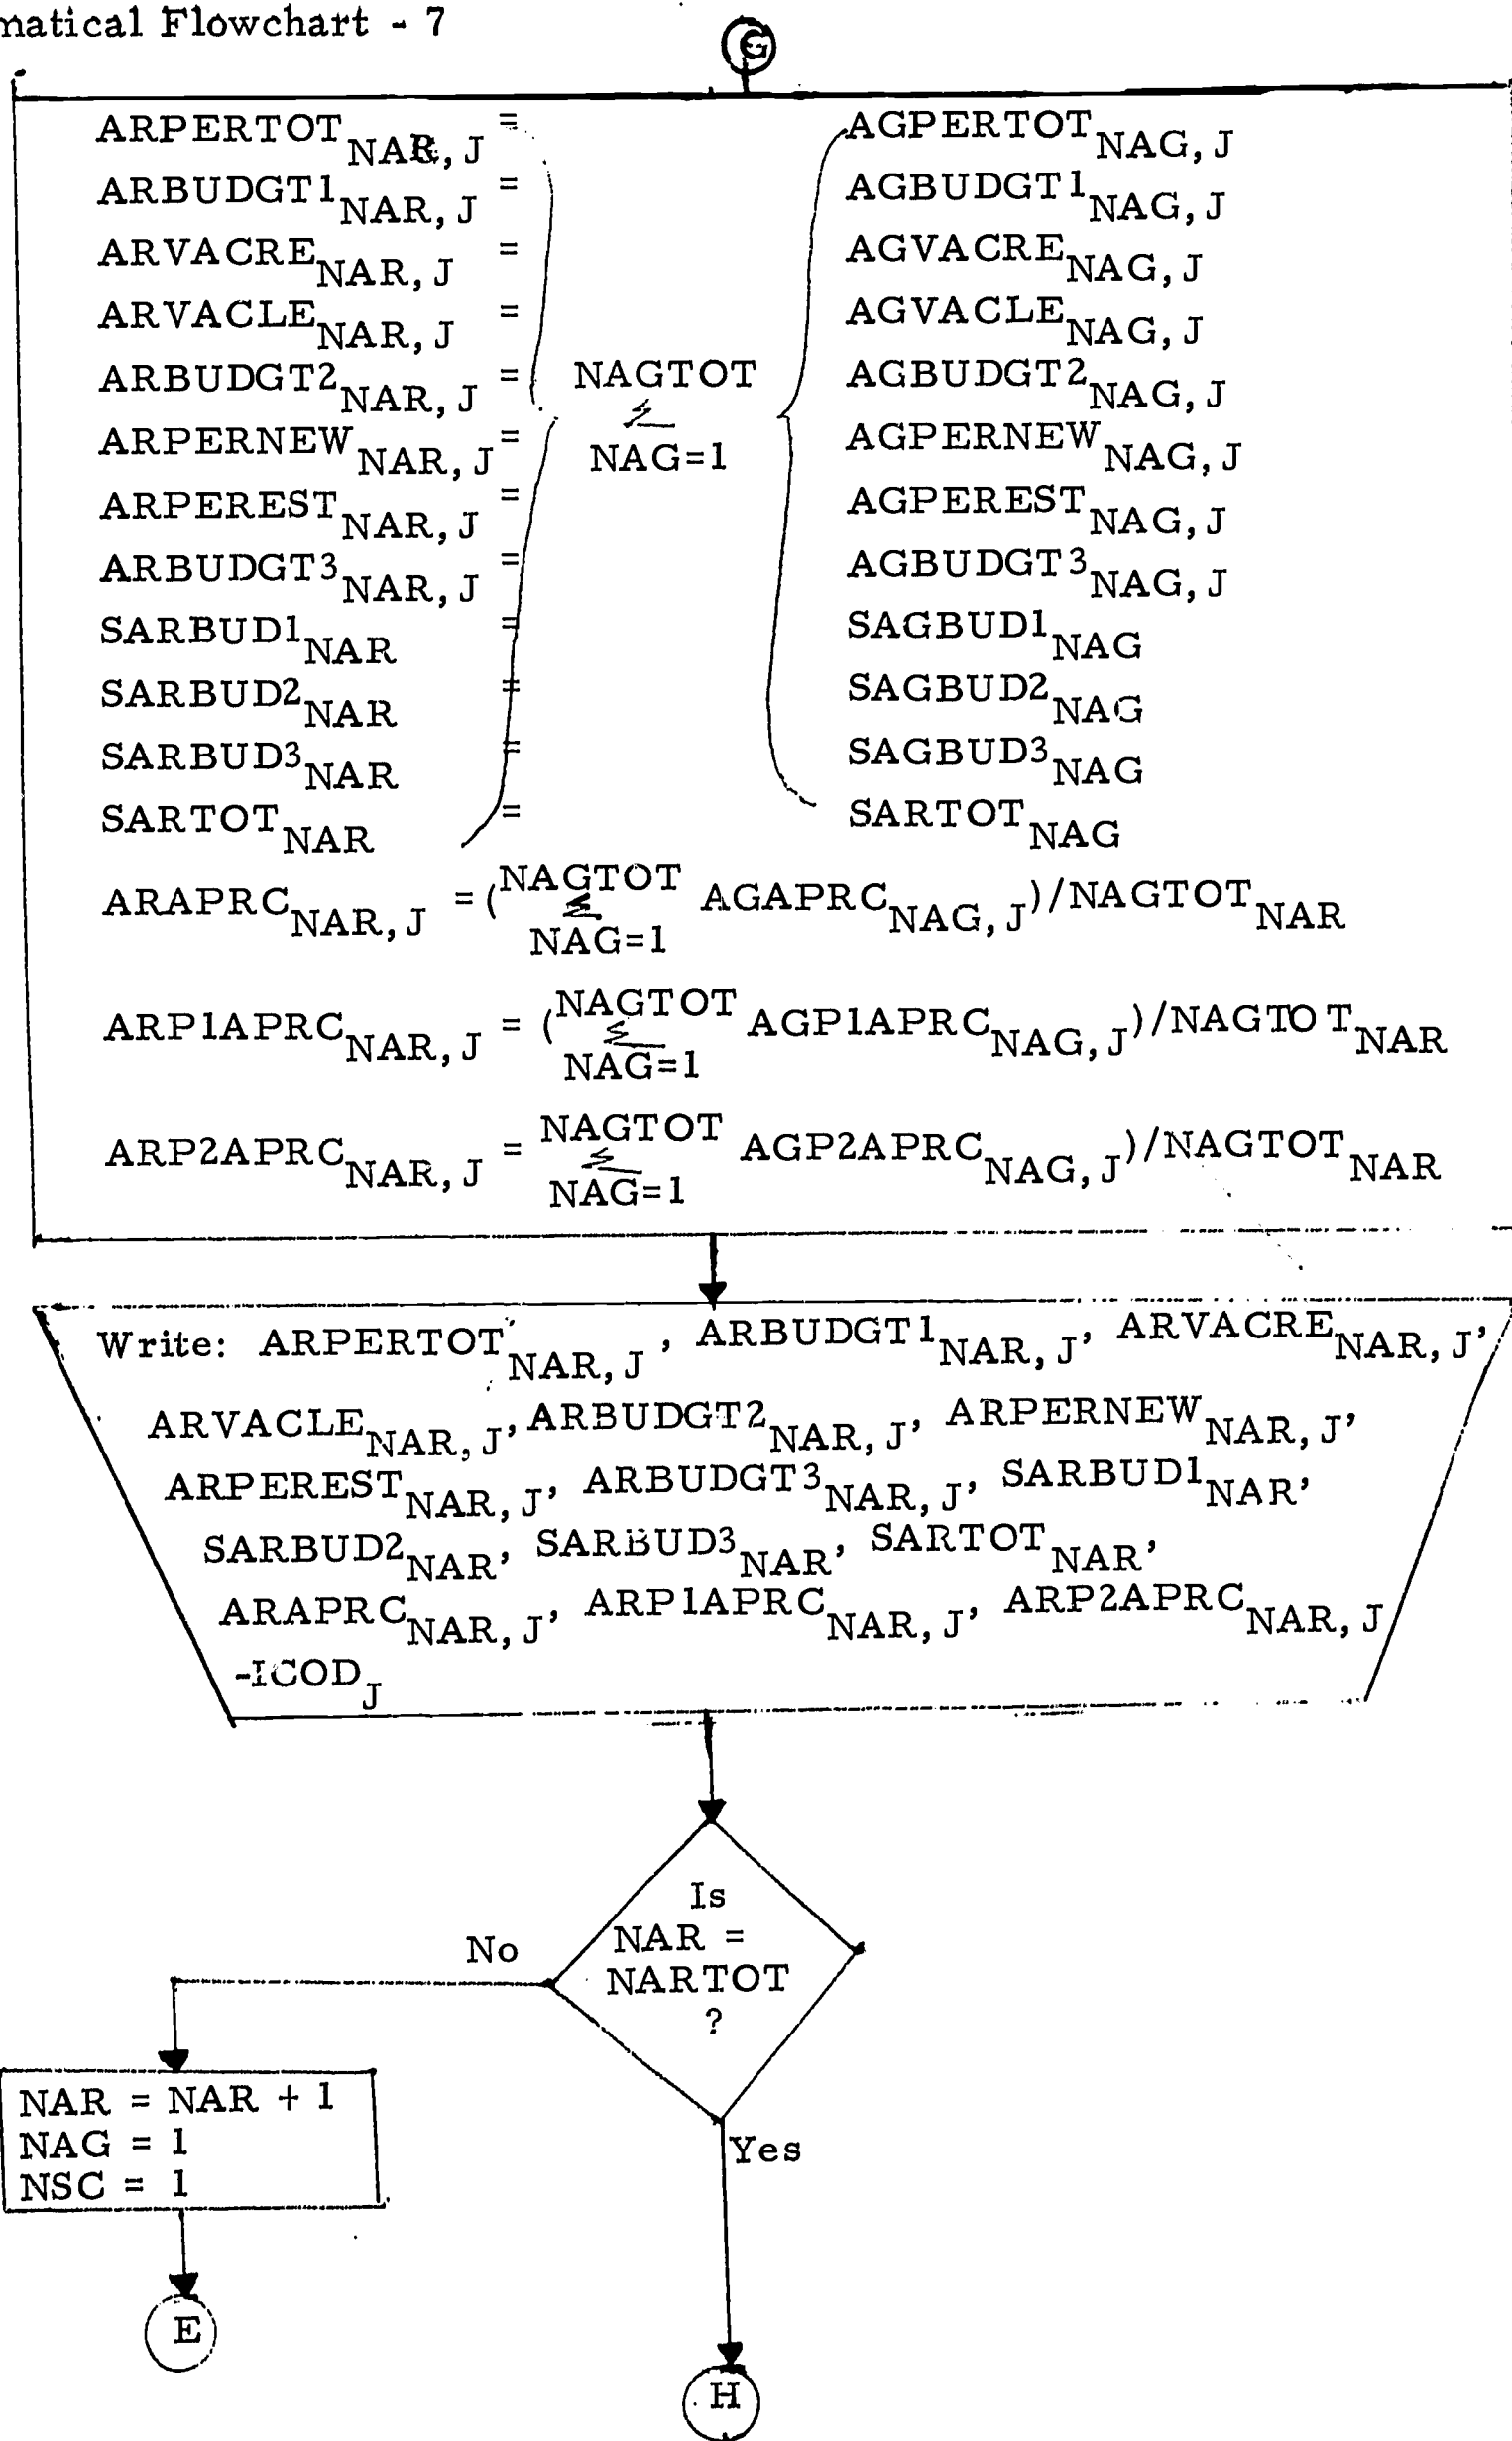 matical Flowchart - 7
G
ARPERTOT NAR, J = AGPERTOT NAG, J
ARBUDGT1 NAR, J = AGBUDGT1 NAG, J
ARVACRE NAR, J = AGVACRE NAG, J
ARVACLE NAR, J = AGVACLE NAG, J
ARBUDGT2 NAR, J = NAGTOT AGBUDGT2 NAG, J
Σ
ARPERNEW NAR, J = NAG=1 AGPERNEW NAG, J
ARPEREST NAR, J = AGPEREST NAG, J
ARBUDGT3 NAR, J = AGBUDGT3 NAG, J
SARBUD1 NAR = SAGBUD1 NAG
SARBUD2 NAR = SAGBUD2 NAG
SARBUD3 NAR = SAGBUD3 NAG
SARTOT NAR = SARTOT NAG
ARAPRC NAR, J = (NAGTOT Σ NAG=1 AGAPRC NAG, J)/NAGTOT NAR
ARP1APRC NAR, J = (NAGTOT Σ NAG=1 AGP1APRC NAG, J)/NAGTOT NAR
ARP2APRC NAR, J = NAGTOT Σ NAG=1 AGP2APRC NAG, J)/NAGTOT NAR
Write: ARPERTOT NAR, J, ARBUDGT1 NAR, J, ARVACRE NAR, J,
ARVACLE NAR, J, ARBUDGT2 NAR, J, ARPERNEW NAR, J,
ARPEREST NAR, J, ARBUDGT3 NAR, J, SARBUD1 NAR,
SARBUD2 NAR, SARBUD3 NAR, SARTOT NAR,
ARAPRC NAR, J, ARP1APRC NAR, J, ARP2APRC NAR, J
-ICOD J
Is
NAR =
NARTOT
?
No
Yes
NAR = NAR + 1
NAG = 1
NSC = 1
E
H